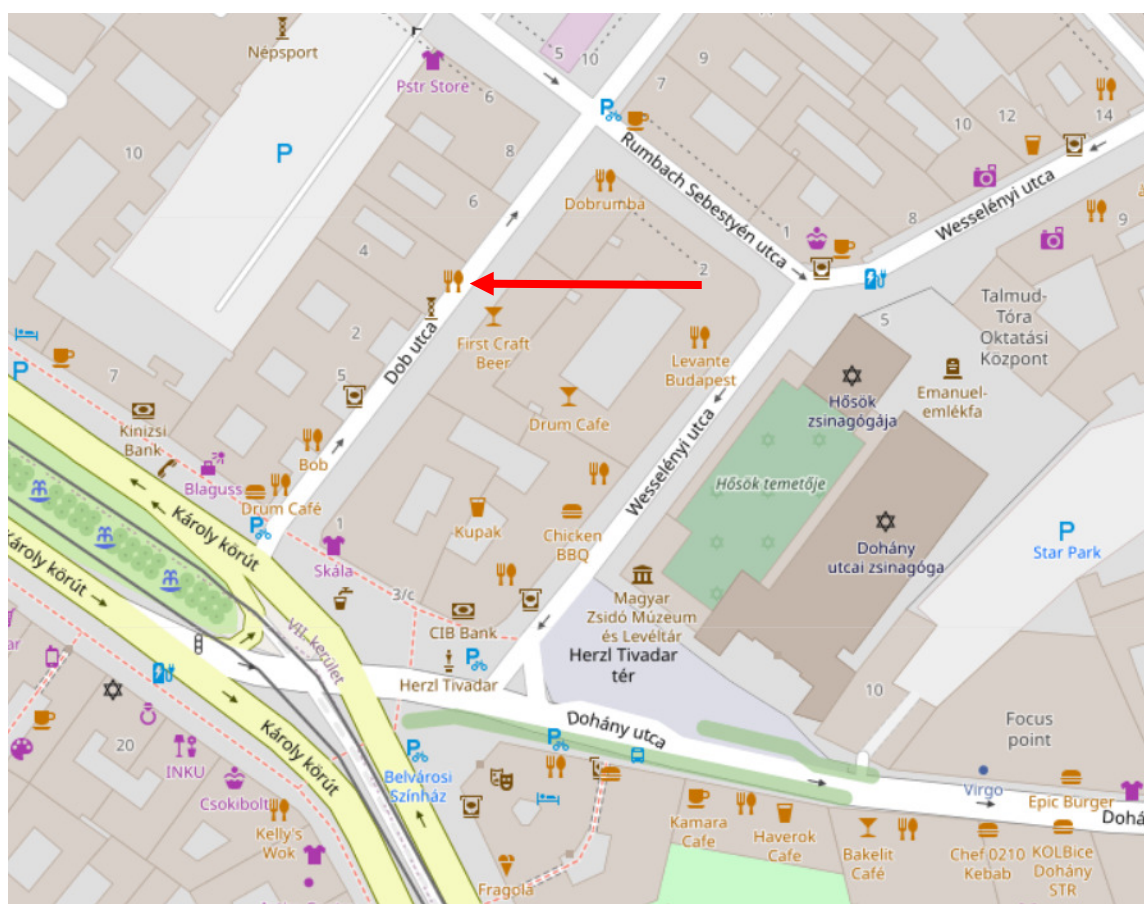 Népsport
Pstr Store
5
10
9
7
6
8
P
10
12
14
Rumbach Sebestyén utca
Dobrumba
6
1
8
Wesselényi utca
9
4
2
Talmud-
Tóra
Oktatási
Központ
5
First Craft
Beer
Levante
Budapest
Dob utca
2
7
5
P
Kinizsi
Bank
Drum Cafe
Hősök
zsinagógája
Emanuel-
emlékfa
Bob
Wesselényi utca
Hősök temetője
Blaguss
Drum Café
Kupak
Chicken
BBQ
Dohány
utcai zsinagóga
P
Star Park
Károly körút
1
Skála
Károly körút
3/c
CIB Bank
Magyar
Zsidó Múzeum
és Levéltár
VII. kerület
Herzl Tivadar
Herzl Tivadar
tér
10
Dohány utca
Focus
point
20
INKU
Csokibolt
Károly körút
Belvárosi
Színház
Virgo
Epic Burger
Kelly's
Wok
Kamara
Cafe
Haverok
Cafe
Bakelit
Café
Chef 0210
Kebab
KOLBice
Dohány
STR
Fragola